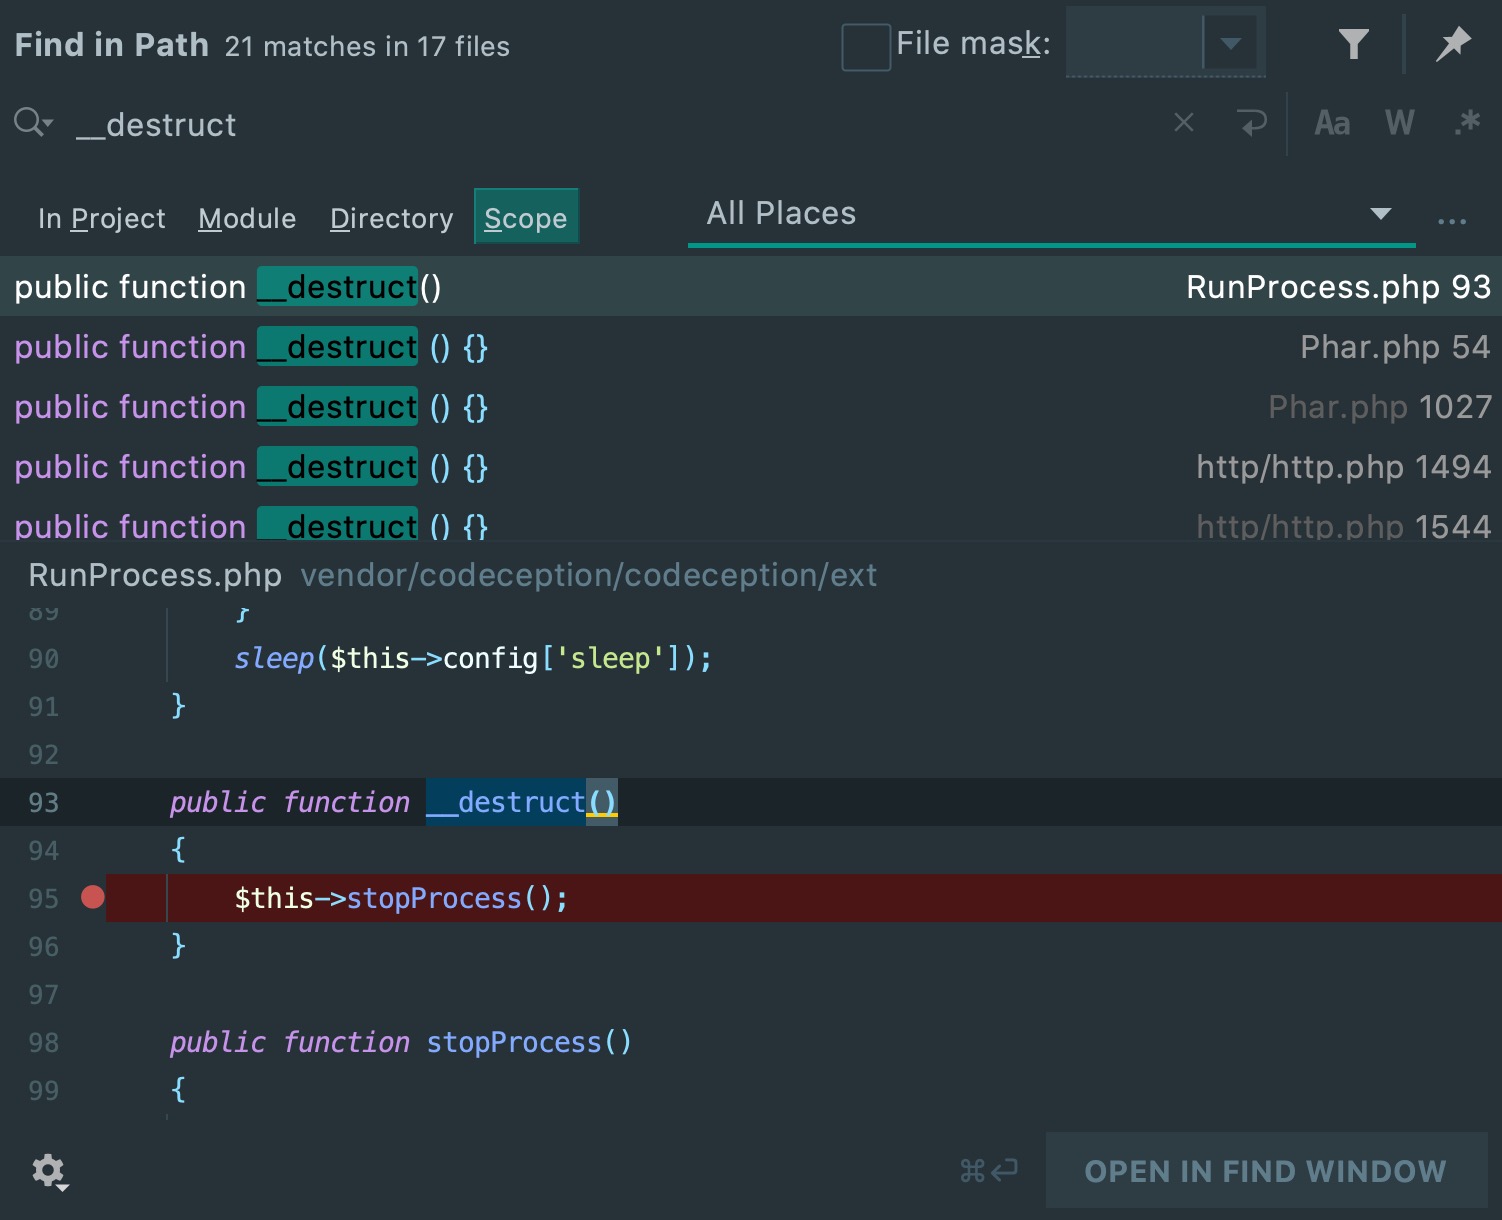 Find in Path 21 matches in 17 files File mask:
__destruct Aa W .*
In Project Module Directory Scope All Places ...
public function __destruct() RunProcess.php 93
public function __destruct () {} Phar.php 54
public function __destruct () {} Phar.php 1027
public function __destruct () {} http/http.php 1494
public function __destruct () {} http/http.php 1544
RunProcess.php vendor/codeception/codeception/ext
89 }
90 sleep($this->config['sleep']);
91 }
92
93 public function __destruct()
94 {
95 $this->stopProcess();
96 }
97
98 public function stopProcess()
99 {
⌘⏎ OPEN IN FIND WINDOW